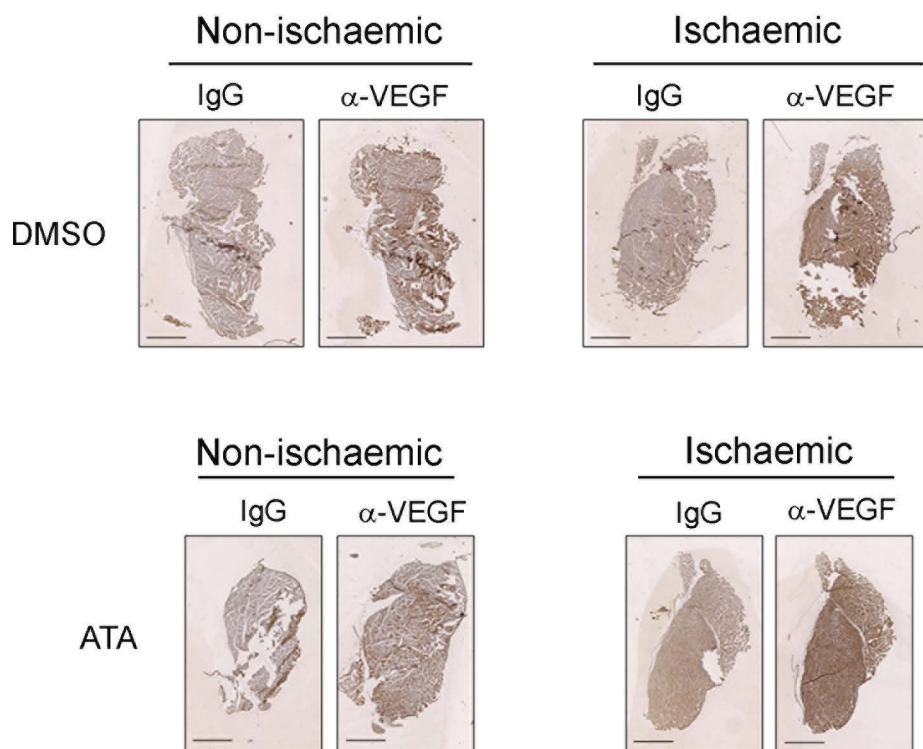 Non-ischaemic Ischaemic
IgG α-VEGF IgG α-VEGF
DMSO
Non-ischaemic Ischaemic
IgG α-VEGF IgG α-VEGF
ATA